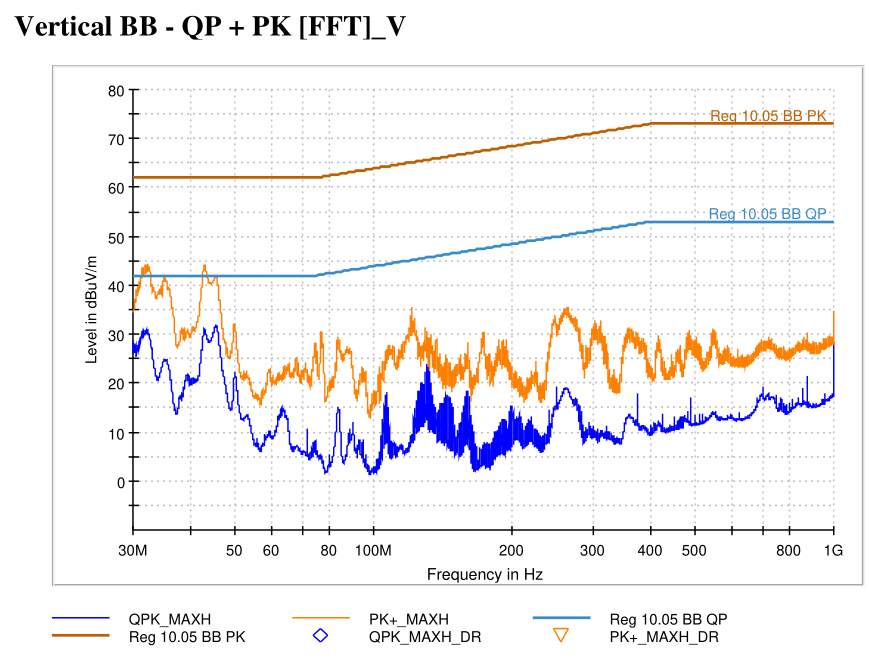 Vertical BB - QP + PK [FFT]_V
80
Reg 10.05 BB PK
70
60
Reg 10.05 BB QP
50
40
30
20
10
0
Level in dBuV/m
30M 50 60 80 100M 200 300 400 500 800 1G
Frequency in Hz
QPK_MAXH PK+_MAXH Reg 10.05 BB QP
Reg 10.05 BB PK QPK_MAXH_DR PK+_MAXH_DR